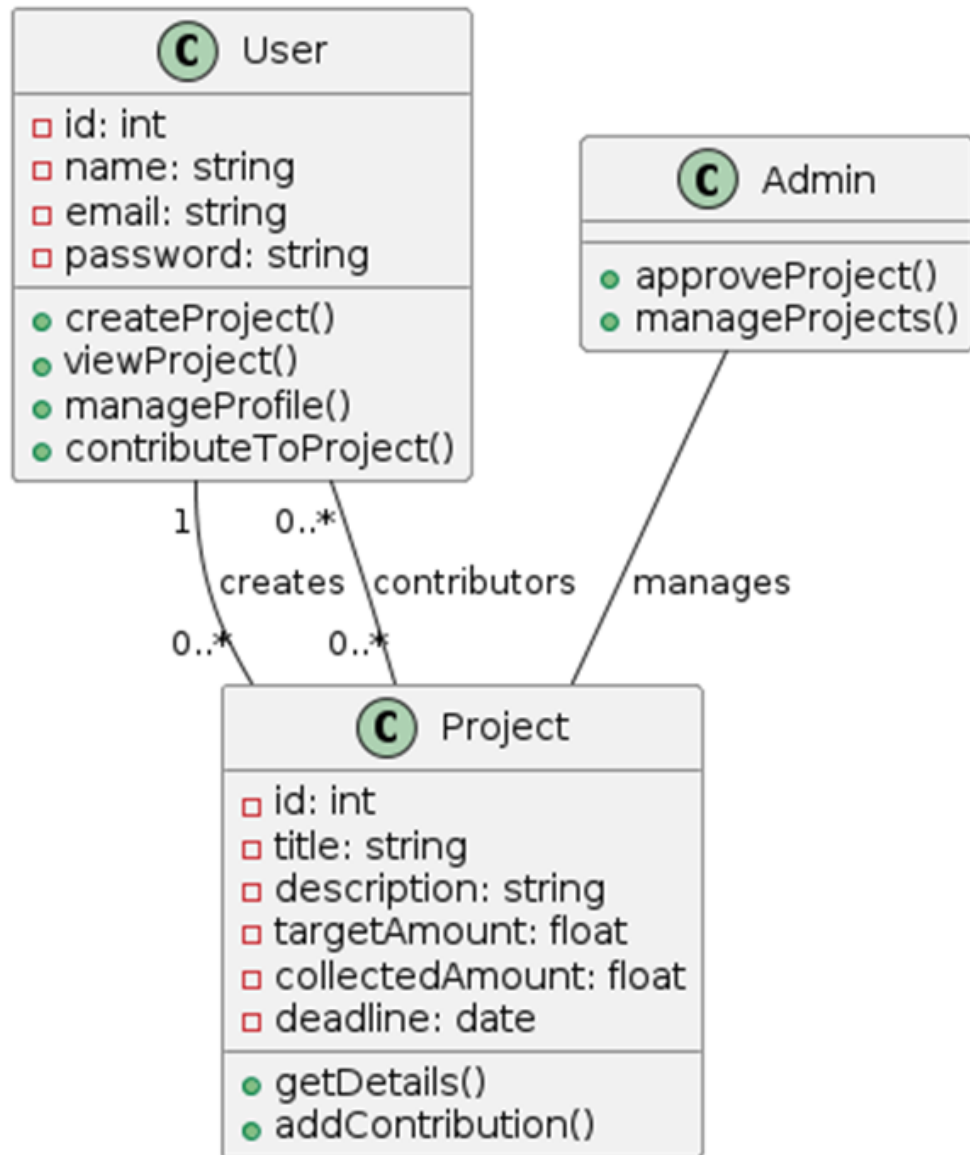 C User
id: int
name: string
email: string
password: string
createProject()
viewProject()
manageProfile()
contributeToProject()
C Admin
approveProject()
manageProjects()
1
0..*
creates
contributors
manages
0..*
0..*
C Project
id: int
title: string
description: string
targetAmount: float
collectedAmount: float
deadline: date
getDetails()
addContribution()